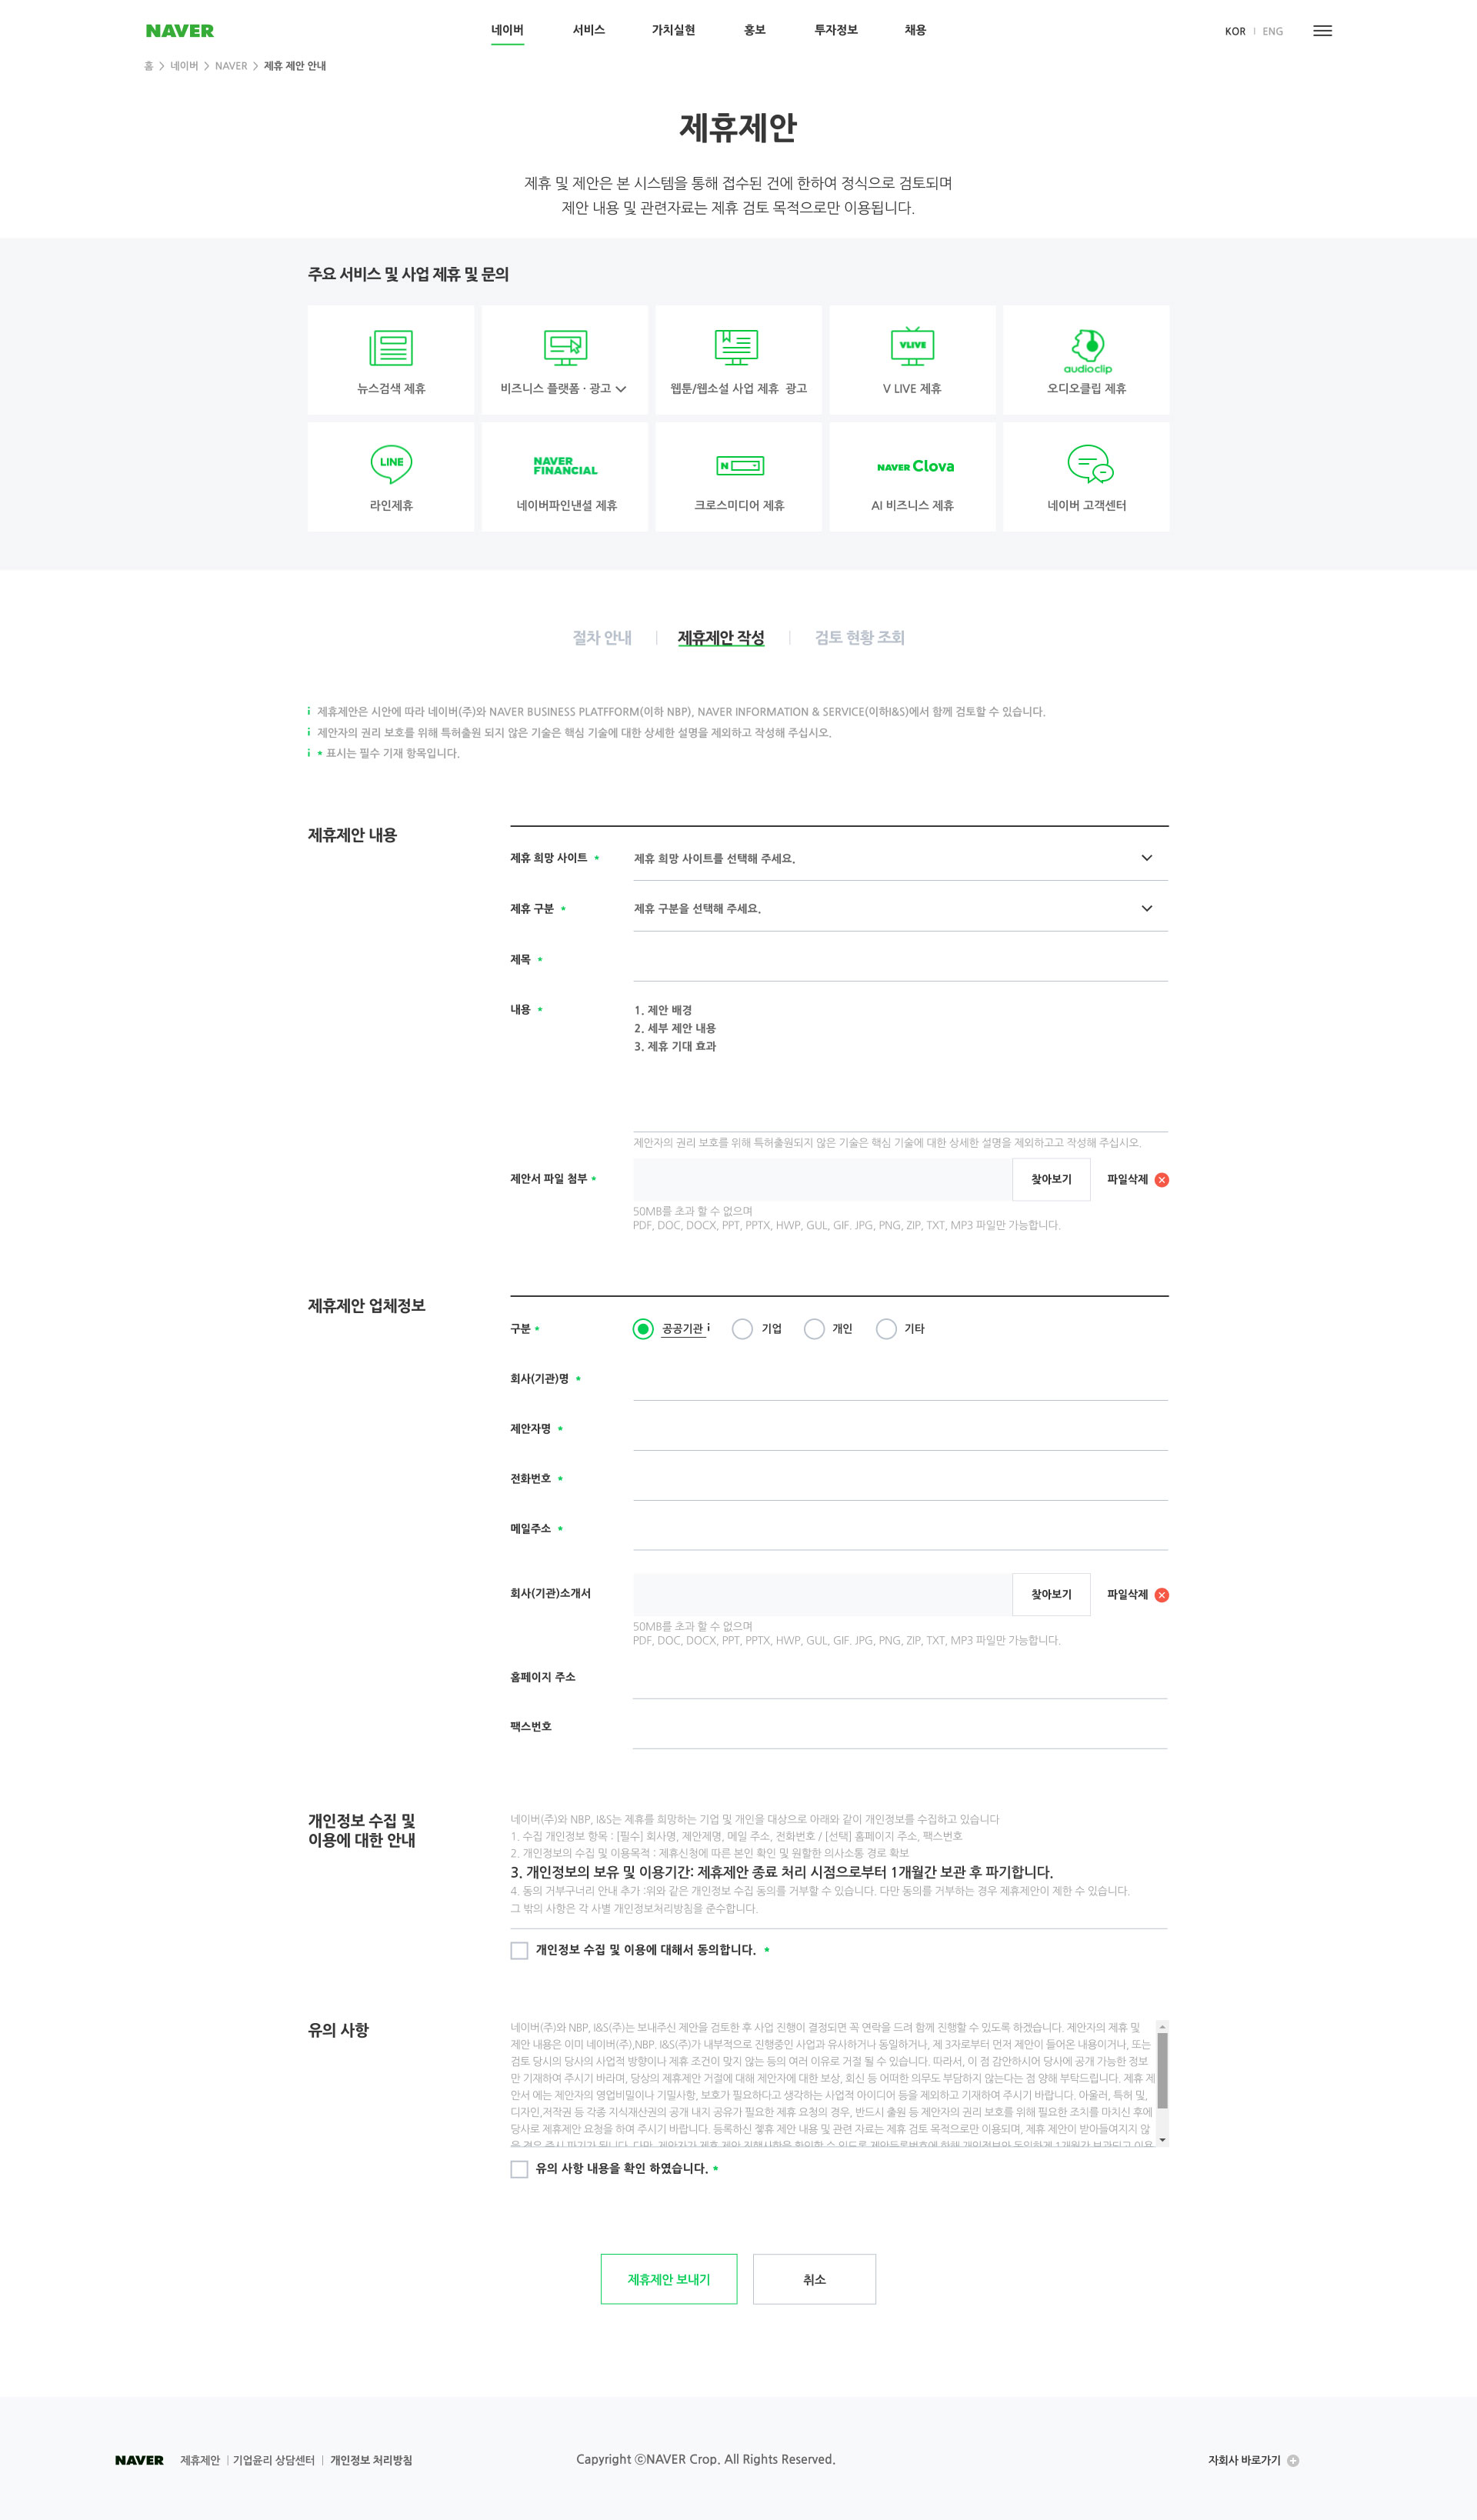 NAVER 네이버 서비스 가치실현 홍보 투자정보 채용 KOR | ENG
홈 > 네이버 > NAVER > 제휴 제안 안내
제휴제안
제휴 및 제안은 본 시스템을 통해 접수된 건에 한하여 정식으로 검토되며
제안 내용 및 관련자료는 제휴 검토 목적으로만 이용됩니다.
주요 서비스 및 사업 제휴 및 문의
VLIVE
audioclip
뉴스검색 제휴 비즈니스 플랫폼 · 광고 웹툰/웹소설 사업 제휴 광고 V LIVE 제휴 오디오클립 제휴
LINE NAVER FINANCIAL N NAVER Clova
라인제휴 네이버파인낸셜 제휴 크로스미디어 제휴 AI 비즈니스 제휴 네이버 고객센터
절차 안내 | 제휴제안 작성 | 검토 현황 조회
i 제휴제안은 시안에 따라 네이버(주)와 NAVER BUSINESS PLATFFORM(이하 NBP), NAVER INFORMATION & SERVICE(이하I&S)에서 함께 검토할 수 있습니다.
i 제안자의 권리 보호를 위해 특허출원 되지 않은 기술은 핵심 기술에 대한 상세한 설명을 제외하고 작성해 주십시오.
i * 표시는 필수 기재 항목입니다.
제휴제안 내용
제휴 희망 사이트 * 제휴 희망 사이트를 선택해 주세요.
제휴 구분 * 제휴 구분을 선택해 주세요.
제목 *
내용 * 1. 제안 배경
2. 세부 제안 내용
3. 제휴 기대 효과
제안자의 권리 보호를 위해 특허출원되지 않은 기술은 핵심 기술에 대한 상세한 설명을 제외하고고 작성해 주십시오.
제안서 파일 첨부 * 찾아보기 파일삭제
50MB를 초과 할 수 없으며
PDF, DOC, DOCX, PPT, PPTX, HWP, GUL, GIF. JPG, PNG, ZIP, TXT, MP3 파일만 가능합니다.
제휴제안 업체정보
구분 * 공공기관 i 기업 개인 기타
회사(기관)명 *
제안자명 *
전화번호 *
메일주소 *
회사(기관)소개서 찾아보기 파일삭제
50MB를 초과 할 수 없으며
PDF, DOC, DOCX, PPT, PPTX, HWP, GUL, GIF. JPG, PNG, ZIP, TXT, MP3 파일만 가능합니다.
홈페이지 주소
팩스번호
개인정보 수집 및
이용에 대한 안내
네이버(주)와 NBP, I&S는 제휴를 희망하는 기업 및 개인을 대상으로 아래와 같이 개인정보를 수집하고 있습니다
1. 수집 개인정보 항목 : [필수] 회사명, 제안제명, 메일 주소, 전화번호 / [선택] 홈페이지 주소, 팩스번호
2. 개인정보의 수집 및 이용목적 : 제휴신청에 따른 본인 확인 및 원할한 의사소통 경로 확보
3. 개인정보의 보유 및 이용기간: 제휴제안 종료 처리 시점으로부터 1개월간 보관 후 파기합니다.
4. 동의 거부구너리 안내 추가 :위와 같은 개인정보 수집 동의를 거부할 수 있습니다. 다만 동의를 거부하는 경우 제휴제안이 제한 수 있습니다.
그 밖의 사항은 각 사별 개인정보처리방침을 준수합니다.
개인정보 수집 및 이용에 대해서 동의합니다. *
유의 사항
네이버(주)와 NBP, I&S(주)는 보내주신 제안을 검토한 후 사업 진행이 결정되면 꼭 연락을 드려 함께 진행할 수 있도록 하겠습니다. 제안자의 제휴 및
제안 내용은 이미 네이버(주),NBP. I&S(주)가 내부적으로 진행중인 사업과 유사하거나 동일하거나, 제 3자로부터 먼저 제안이 들어온 내용이거나, 또는
검토 당시의 당사의 사업적 방향이나 제휴 조건이 맞지 않는 등의 여러 이유로 거절 될 수 있습니다. 따라서, 이 점 감안하시어 당사에 공개 가능한 정보
만 기재하여 주시기 바라며, 당상의 제휴제안 거절에 대해 제안자에 대한 보상, 회신 등 어떠한 의무도 부담하지 않는다는 점 양해 부탁드립니다. 제휴 제
안서 에는 제안자의 영업비밀이나 기밀사항, 보호가 필요하다고 생각하는 사업적 아이디어 등을 제외하고 기재하여 주시기 바랍니다. 아울러, 특허 및,
디자인,저작권 등 각종 지식재산권의 공개 내지 공유가 필요한 제휴 요청의 경우, 반드시 출원 등 제안자의 권리 보호를 위해 필요한 조치를 마치신 후에
당사로 제휴제안 요청을 하여 주시기 바랍니다. 등록하신 젷휴 제안 내용 및 관련 자료는 제휴 검토 목적으로만 이용되며, 제휴 제안이 받아들여지지 않
을 경우 즉시 파기가 됩니다. 다만, 제안자가 제휴 제안 진행사항을 확인할 수 있도록 제안등록번호에 한해 개인정보와 동일하게 1개월간 보관되고 이용
유의 사항 내용을 확인 하였습니다. *
제휴제안 보내기 취소
NAVER 제휴제안 | 기업윤리 상담센터 | 개인정보 처리방침 Copyright ⓒNAVER Crop. All Rights Reserved. 자회사 바로가기